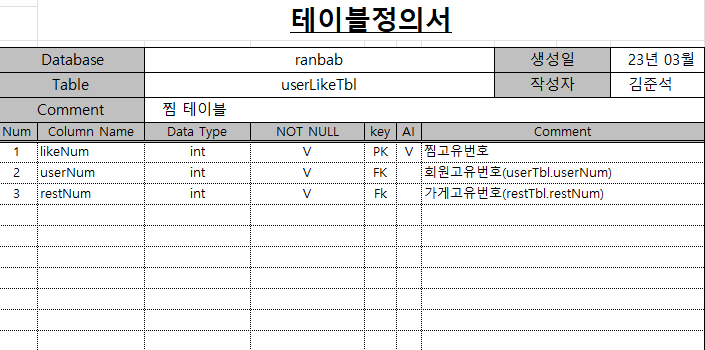 테이블정의서
Database ranbab 생성일 23년 03월
Table userLikeTbl 작성자 김준석
Comment 찜 테이블
Num Column Name Data Type NOT NULL key AI Comment
1 likeNum int V PK V 찜고유번호
2 userNum int V FK 회원고유번호(userTbl.userNum)
3 restNum int V Fk 가게고유번호(restTbl.restNum)